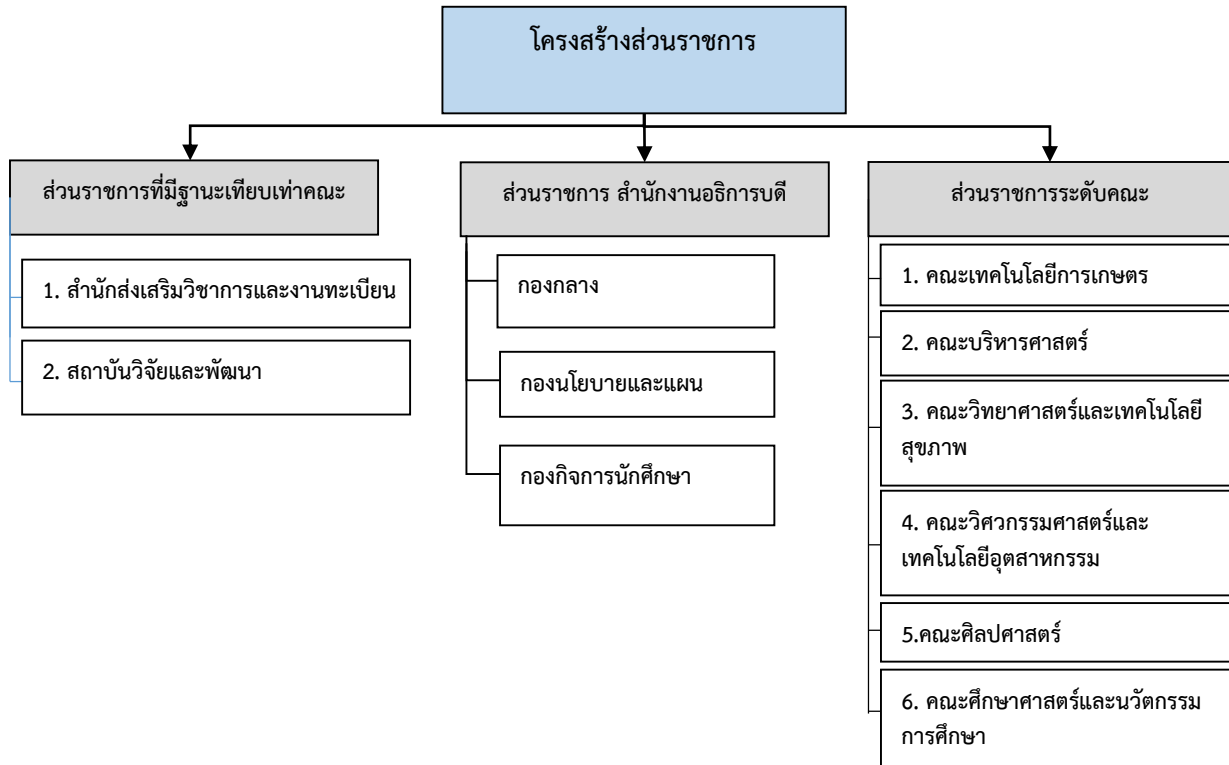 โครงสร้างส่วนราชการ
ส่วนราชการที่มีฐานะเทียบเท่าคณะ
1. สำนักส่งเสริมวิชาการและงานทะเบียน
2. สถาบันวิจัยและพัฒนา
ส่วนราชการ สำนักงานอธิการบดี
กองกลาง
กองนโยบายและแผน
กองกิจการนักศึกษา
ส่วนราชการระดับคณะ
1. คณะเทคโนโลยีการเกษตร
2. คณะบริหารศาสตร์
3. คณะวิทยาศาสตร์และเทคโนโลยี
สุขภาพ
4. คณะวิศวกรรมศาสตร์และ
เทคโนโลยีอุตสาหกรรม
5.คณะศิลปศาสตร์
6. คณะศึกษาศาสตร์และนวัตกรรม
การศึกษา